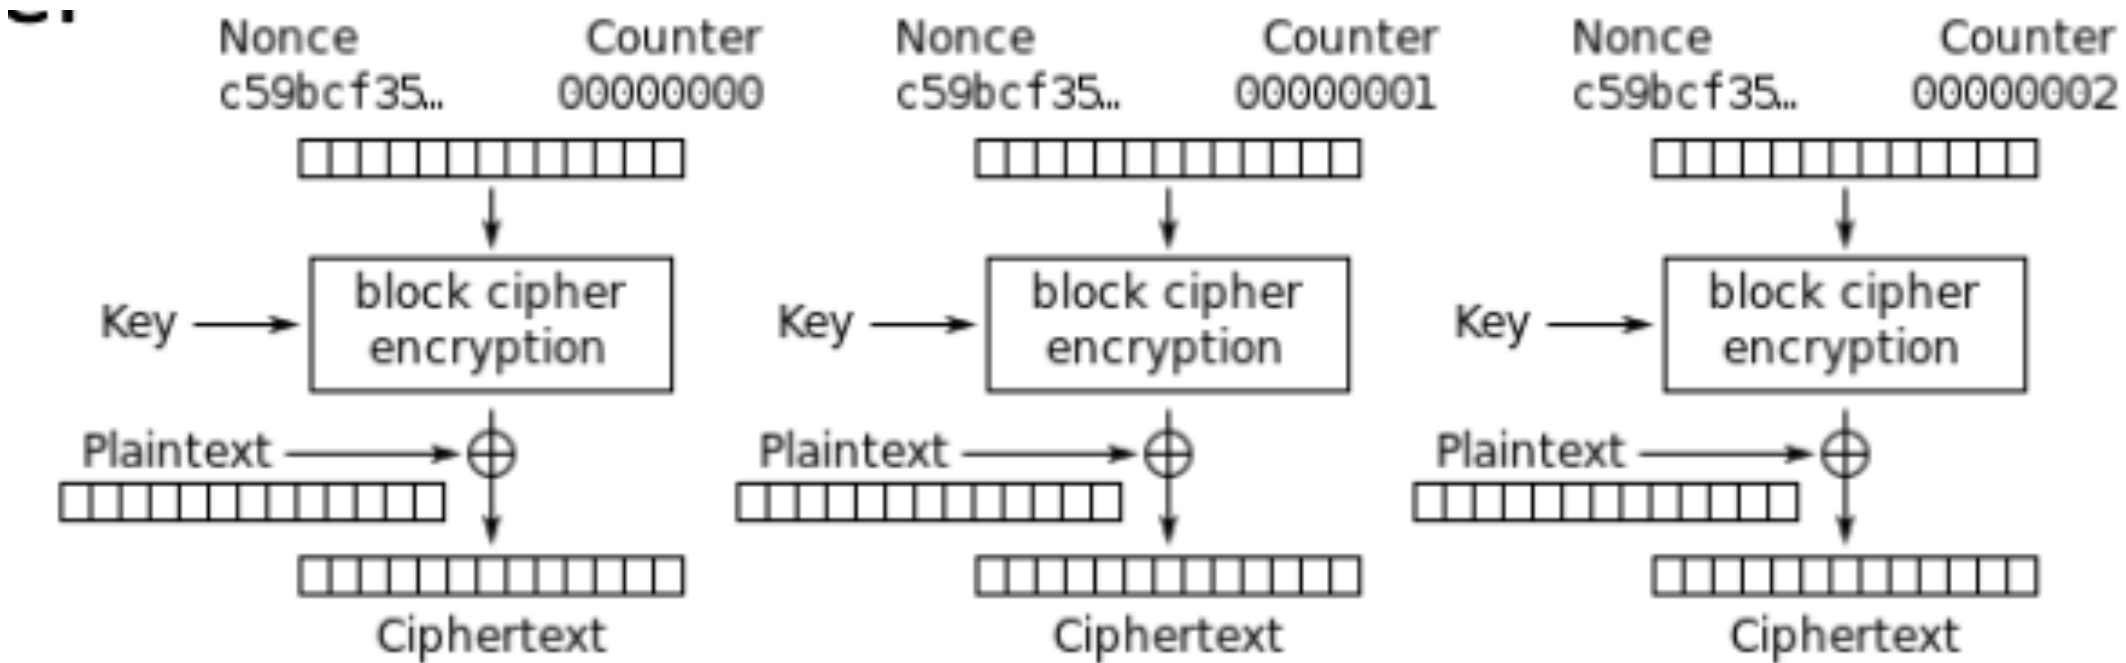 Nonce Counter Nonce Counter Nonce Counter
c59bcf35… 00000000 c59bcf35… 00000001 c59bcf35… 00000002
block cipher block cipher block cipher
Key Key Key
encryption encryption encryption
Plaintext Plaintext Plaintext
Ciphertext Ciphertext Ciphertext